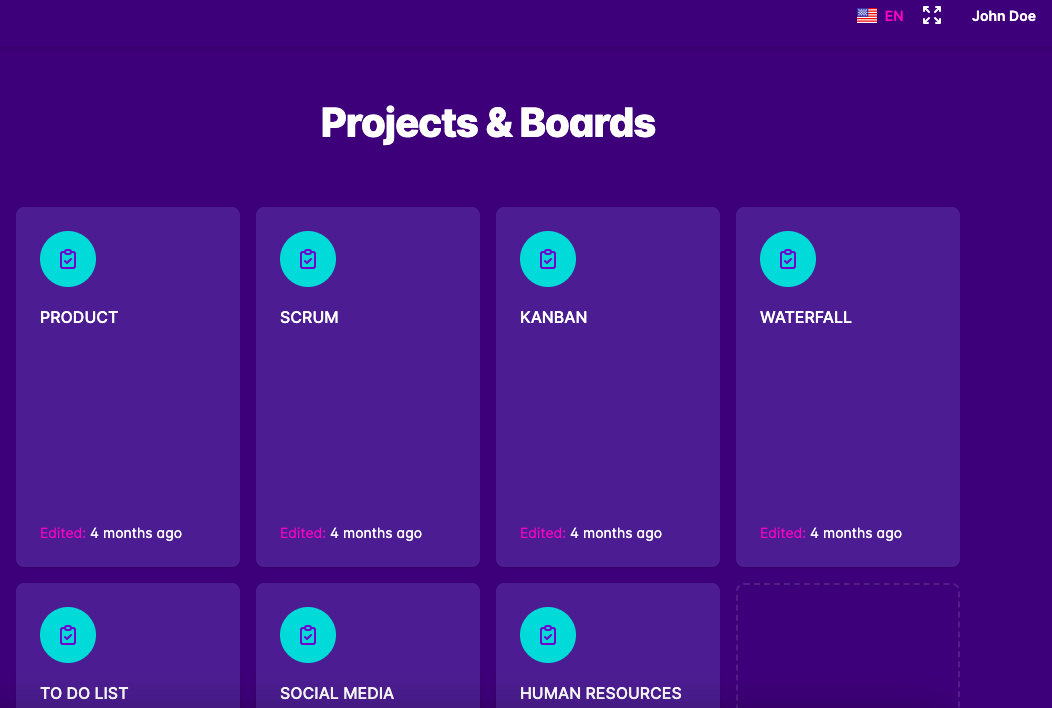 EN
John Doe
Projects & Boards
PRODUCT
SCRUM
KANBAN
WATERFALL
Edited: 4 months ago
Edited: 4 months ago
Edited: 4 months ago
Edited: 4 months ago
TO DO LIST
SOCIAL MEDIA
HUMAN RESOURCES